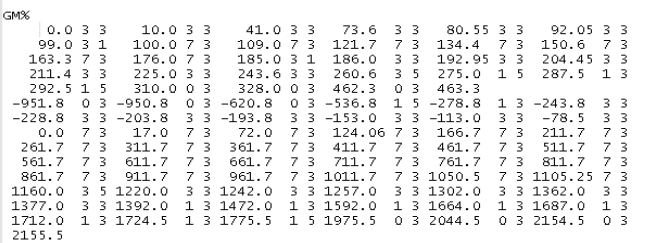 GM%
0.0 3 3 10.0 3 3 41.0 3 3 73.6 3 3 80.55 3 3 92.05 3 3
99.0 3 1 100.0 7 3 109.0 7 3 121.7 7 3 134.4 7 3 150.6 7 3
163.3 7 3 176.0 7 3 185.0 3 1 186.0 3 3 192.95 3 3 204.45 3 3
211.4 3 3 225.0 3 3 243.6 3 3 260.6 3 5 275.0 1 5 287.5 1 3
292.5 1 5 310.0 0 3 328.0 0 3 462.3 0 3 463.3
-951.8 0 3 -950.8 0 3 -620.8 0 3 -536.8 1 5 -278.8 1 3 -243.8 3 3
-228.8 3 3 -203.8 3 3 -193.8 3 3 -153.0 3 3 -113.0 3 3 -78.5 3 3
0.0 7 3 17.0 7 3 72.0 7 3 124.06 7 3 166.7 7 3 211.7 7 3
261.7 7 3 311.7 7 3 361.7 7 3 411.7 7 3 461.7 7 3 511.7 7 3
561.7 7 3 611.7 7 3 661.7 7 3 711.7 7 3 761.7 7 3 811.7 7 3
861.7 7 3 911.7 7 3 961.7 7 3 1011.7 7 3 1050.5 7 3 1105.25 7 3
1160.0 3 5 1220.0 3 3 1242.0 3 3 1257.0 3 3 1302.0 3 3 1362.0 3 3
1377.0 3 3 1392.0 1 3 1472.0 1 3 1592.0 1 3 1664.0 1 3 1687.0 1 3
1712.0 1 3 1724.5 1 3 1775.5 1 5 1975.5 0 3 2044.5 0 3 2154.5 0 3
2155.5